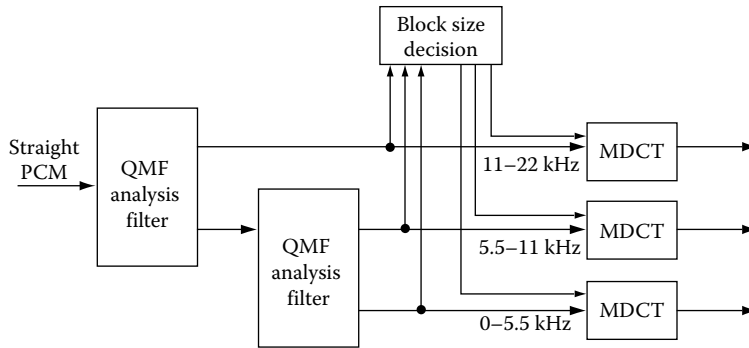 Block size
decision
Straight
PCM
QMF
analysis
filter
11–22 kHz
MDCT
QMF
analysis
filter
5.5–11 kHz
MDCT
0–5.5 kHz
MDCT